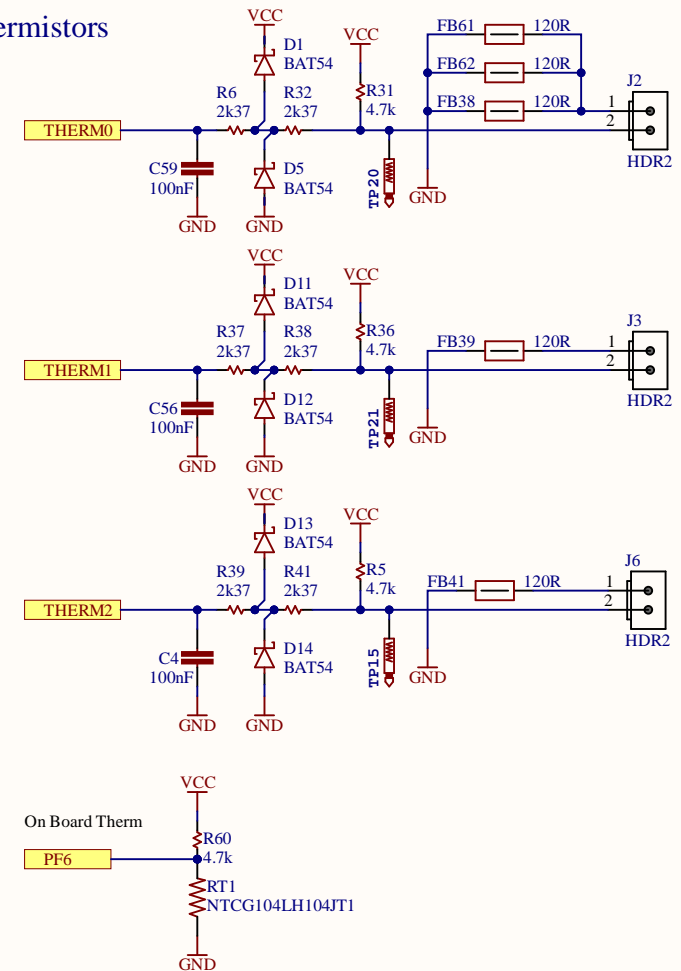 ermistors
VCC
D1
BAT54
VCC
FB61
120R
FB62
120R
FB38
120R
J2
R6
2k37
R32
2k37
R31
4.7k
1
2
THERM0
C59
100nF
D5
BAT54
TP20
GND
HDR2
GND
GND
VCC
D11
BAT54
VCC
R37
2k37
R38
2k37
R36
4.7k
FB39
120R
J3
1
2
THERM1
C56
100nF
D12
BAT54
TP21
GND
HDR2
GND
GND
VCC
D13
BAT54
VCC
R39
2k37
R41
2k37
R5
4.7k
FB41
120R
J6
1
2
THERM2
C4
100nF
D14
BAT54
TP15
GND
HDR2
GND
GND
VCC
On Board Therm
R60
4.7k
PF6
RT1
NTCG104LH104JT1
GND